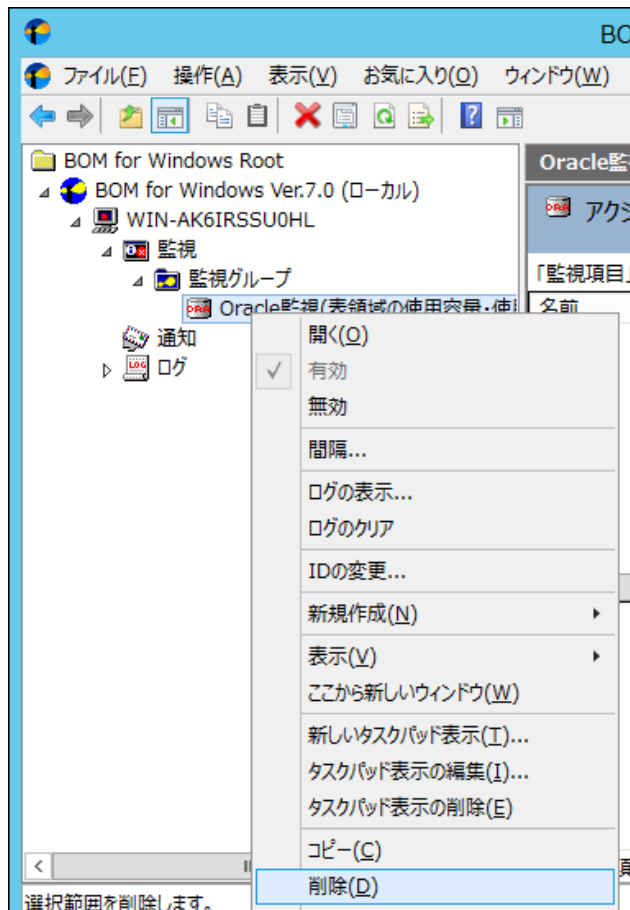 BO
ファイル(F) 操作(A) 表示(V) お気に入り(O) ウィンドウ(W)
BOM for Windows Root
BOM for Windows Ver.7.0 (ローカル)
WIN-AK6IRSSU0HL
監視
監視グループ
Oracle監視(表領域の使用容量・使用
通知
LOG
ログ
Oracle監
アクシ
「監視項目」
名前
開く(O)
有効
無効
間隔...
ログの表示...
ログのクリア
IDの変更...
新規作成(N)
表示(V)
ここから新しいウィンドウ(W)
新しいタスクパッド表示(T)...
タスクパッド表示の編集(I)...
タスクパッド表示の削除(E)
コピー(C)
削除(D)
選択範囲を削除します。